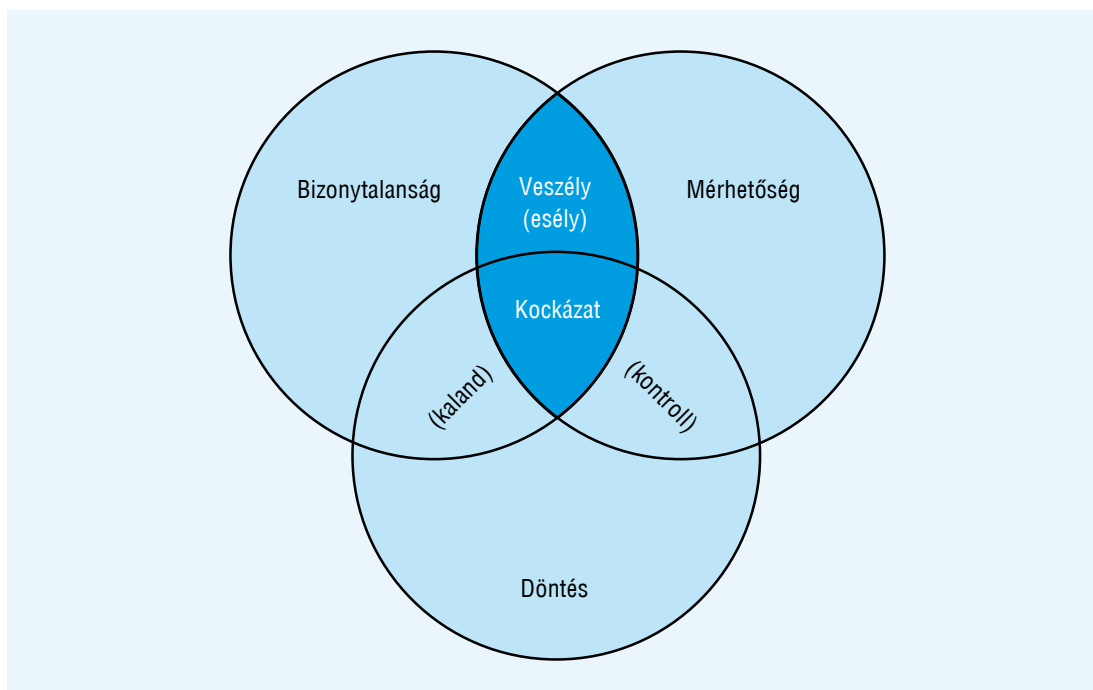 Bizonytalanság
Veszély
(esély)
Mérhetőség
Kockázat
(kaland)
(kontroll)
Döntés